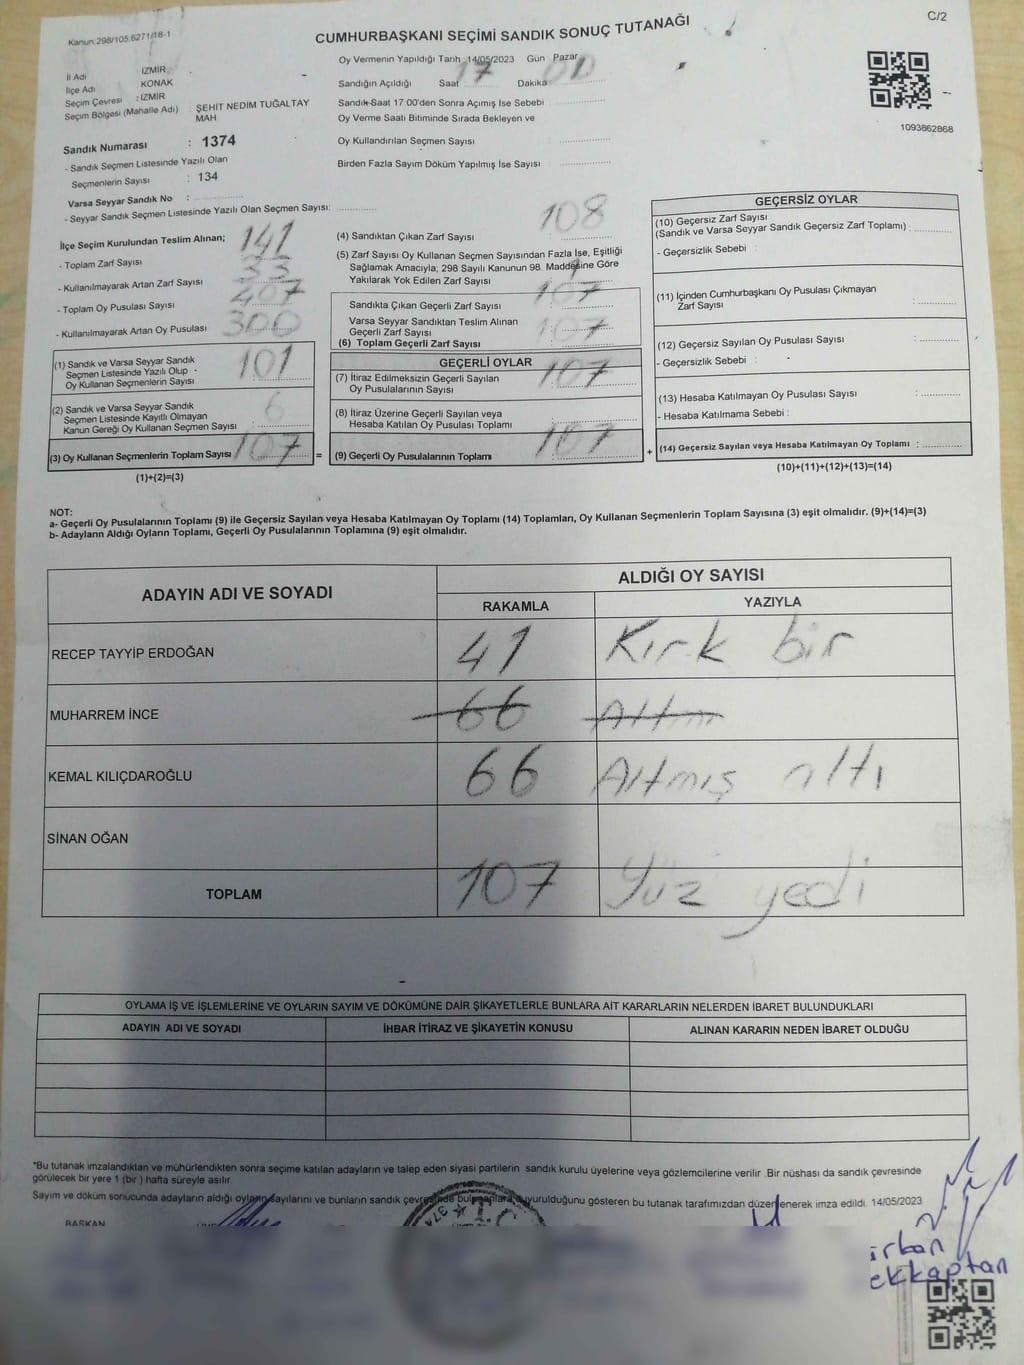 Kanun:298/105,6271/18-1
C/2
CUMHURBAŞKANI SEÇİMİ SANDIK SONUÇ TUTANAĞI
İl Adı İZMİR
İlçe Adı KONAK
Seçim Çevresi : İZMİR
Seçim Bölgesi (Mahalle Adı) : ŞEHİT NEDİM TUĞALTAY MAH
Sandık Numarası : 1374
- Sandık Seçmen Listesinde Yazılı Olan
Seçmenlerin Sayısı : 134
Varsa Seyyar Sandık No :
- Seyyar Sandık Seçmen Listesinde Yazılı Olan Seçmen Sayısı:
Oy Vermenin Yapıldığı Tarih :14/05/2023 Gün Pazar
Sandığın Açıldığı Saat 17 Dakika 00
Sandık Saat 17.00'den Sonra Açımış İse Sebebi
Oy Verme Saati Bitiminde Sırada Bekleyen ve
Oy Kullandırılan Seçmen Sayısı :
Birden Fazla Sayım Döküm Yapılmış İse Sayısı :
1093862868
İlçe Seçim Kurulundan Teslim Alınan;
- Toplam Zarf Sayısı 141
- Kullanılmayarak Artan Zarf Sayısı 33
- Toplam Oy Pusulası Sayısı 407
- Kullanılmayarak Artan Oy Pusulası 300
(1) Sandık ve Varsa Seyyar Sandık
Seçmen Listesinde Yazılı Olup
Oy Kullanan Seçmenlerin Sayısı 101
(2) Sandık ve Varsa Seyyar Sandık
Seçmen Listesinde Kayıtlı Olmayan
Kanun Gereği Oy Kullanan Seçmen Sayısı 6
(3) Oy Kullanan Seçmenlerin Toplam Sayısı 107
(1)+(2)=(3)
=
(4) Sandıktan Çıkan Zarf Sayısı 108
(5) Zarf Sayısı Oy Kullanan Seçmen Sayısından Fazla İse, Eşitliği
Sağlamak Amacıyla, 298 Sayılı Kanunun 98. Maddesine Göre
Yakılarak Yok Edilen Zarf Sayısı 1
Sandıkta Çıkan Geçerli Zarf Sayısı 107
Varsa Seyyar Sandıktan Teslim Alınan
Geçerli Zarf Sayısı
(6) Toplam Geçerli Zarf Sayısı 107
GEÇERLİ OYLAR
(7) İtiraz Edilmeksizin Geçerli Sayılan
Oy Pusulalarının Sayısı 107
(8) İtiraz Üzerine Geçerli Sayılan veya
Hesaba Katılan Oy Pusulası Toplamı
(9) Geçerli Oy Pusulalarının Toplamı 107
+
GEÇERSİZ OYLAR
(10) Geçersiz Zarf Sayısı
(Sandık ve Varsa Seyyar Sandık Geçersiz Zarf Toplamı) :
- Geçersizlik Sebebi :
(11) İçinden Cumhurbaşkanı Oy Pusulası Çıkmayan
Zarf Sayısı :
(12) Geçersiz Sayılan Oy Pusulası Sayısı :
- Geçersizlik Sebebi :
(13) Hesaba Katılmayan Oy Pusulası Sayısı :
- Hesaba Katılmama Sebebi :
(14) Geçersiz Sayılan veya Hesaba Katılmayan Oy Toplamı :
(10)+(11)+(12)+(13)=(14)
NOT:
a- Geçerli Oy Pusulalarının Toplamı (9) ile Geçersiz Sayılan veya Hesaba Katılmayan Oy Toplamı (14) Toplamları, Oy Kullanan Seçmenlerin Toplam Sayısına (3) eşit olmalıdır. (9)+(14)=(3)
b- Adayların Aldığı Oyların Toplamı, Geçerli Oy Pusulalarının Toplamına (9) eşit olmalıdır.
ADAYIN ADI VE SOYADI
ALDIĞI OY SAYISI
RAKAMLA YAZIYLA
RECEP TAYYİP ERDOĞAN 41 Kırk bir
MUHARREM İNCE 66
KEMAL KILIÇDAROĞLU 66 Altmış altı
SİNAN OĞAN
TOPLAM 107 Yüz yedi
OYLAMA İŞ VE İŞLEMLERİNE VE OYLARIN SAYIM VE DÖKÜMÜNE DAİR ŞİKAYETLERLE BUNLARA AİT KARARLARIN NELERDEN İBARET BULUNDUKLARI
ADAYIN ADI VE SOYADI İHBAR İTİRAZ VE ŞİKAYETİN KONUSU ALINAN KARARIN NEDEN İBARET OLDUĞU
*Bu tutanak imzalandıktan ve mühürlendikten sonra seçime katılan adayların ve talep eden siyasi partilerin sandık kurulu üyelerine veya gözlemcilerine verilir .Bir nüshası da sandık çevresinde
görülecek bir yere 1 (bir ) hafta süreyle asılır.
Sayım ve döküm sonucunda adayların aldığı oyların sayılarını ve bunların sandık çevresinde duyurulduğunu gösteren bu tutanak tarafımızdan düzenlenerek imza edildi. 14/05/2023
BAŞKAN
irban
ekkaptan